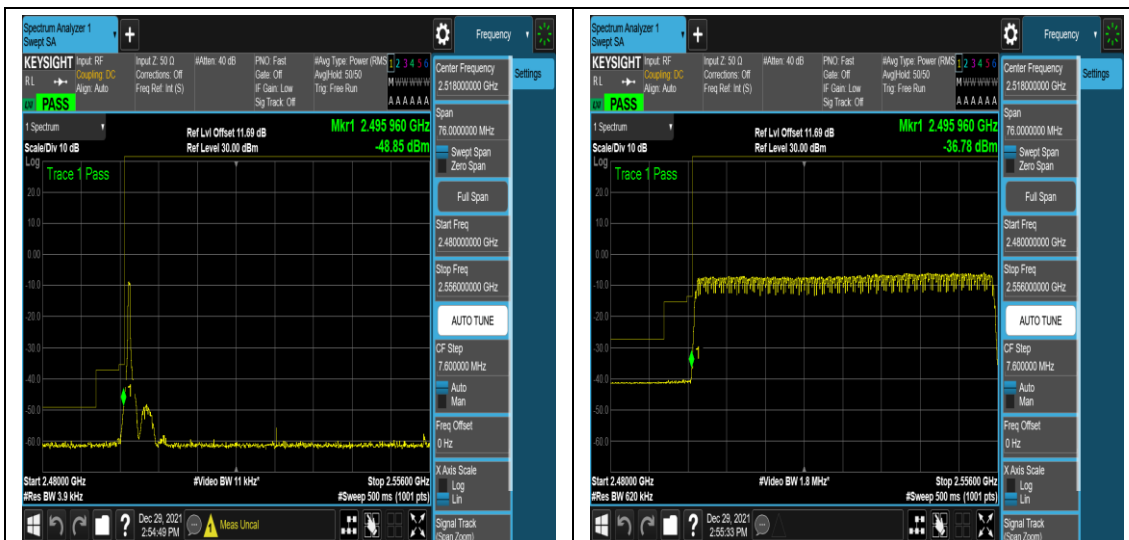 Spectrum Analyzer 1
Swept SA
+
Frequency
KEYSIGHT Input: RF Input Z: 50 Ω #Atten: 40 dB PNO: Fast #Avg Type: Power (RMS 1 2 3 4 5 6
RL Coupling: DC Corrections: Off Gate: Off Avg|Hold: 50/50 M W W W W W
Align: Auto Freq Ref: Int (S) IF Gain: Low Trig: Free Run
Sig Track: Off A A A A A A
PASS
1 Spectrum
Ref Lvl Offset 11.69 dB
Mkr1 2.495 960 GHz
Scale/Div 10 dB
Ref Level 30.00 dBm
-48.85 dBm
Log
Trace 1 Pass
20.0
10.0
0.00
-10.0
-20.0
-30.0
-40.0
-50.0
-60.0
1
Start 2.48000 GHz
#Video BW 11 kHz*
Stop 2.55600 GHz
#Res BW 3.9 kHz
#Sweep 500 ms (1001 pts)
Center Frequency
2.518000000 GHz
Settings
Span
76.0000000 MHz
Swept Span
Zero Span
Full Span
Start Freq
2.480000000 GHz
Stop Freq
2.556000000 GHz
AUTO TUNE
CF Step
7.600000 MHz
Auto
Man
Freq Offset
0 Hz
X Axis Scale
Log
Lin
Signal Track
(Span Zoom)
?
Dec 29, 2021
2:54:49 PM
Meas Uncal
Spectrum Analyzer 1
Swept SA
+
Frequency
KEYSIGHT Input: RF Input Z: 50 Ω #Atten: 40 dB PNO: Fast #Avg Type: Power (RMS 1 2 3 4 5 6
RL Coupling: DC Corrections: Off Gate: Off Avg|Hold: 50/50 M W W W W W
Align: Auto Freq Ref: Int (S) IF Gain: Low Trig: Free Run
Sig Track: Off A A A A A A
PASS
1 Spectrum
Ref Lvl Offset 11.69 dB
Mkr1 2.495 960 GHz
Scale/Div 10 dB
Ref Level 30.00 dBm
-36.78 dBm
Log
Trace 1 Pass
20.0
10.0
0.00
-10.0
-20.0
-30.0
-40.0
-50.0
-60.0
1
Start 2.48000 GHz
#Video BW 1.8 MHz*
Stop 2.55600 GHz
#Res BW 620 kHz
#Sweep 500 ms (1001 pts)
Center Frequency
2.518000000 GHz
Settings
Span
76.0000000 MHz
Swept Span
Zero Span
Full Span
Start Freq
2.480000000 GHz
Stop Freq
2.556000000 GHz
AUTO TUNE
CF Step
7.600000 MHz
Auto
Man
Freq Offset
0 Hz
X Axis Scale
Log
Lin
Signal Track
(Span Zoom)
?
Dec 29, 2021
2:55:33 PM